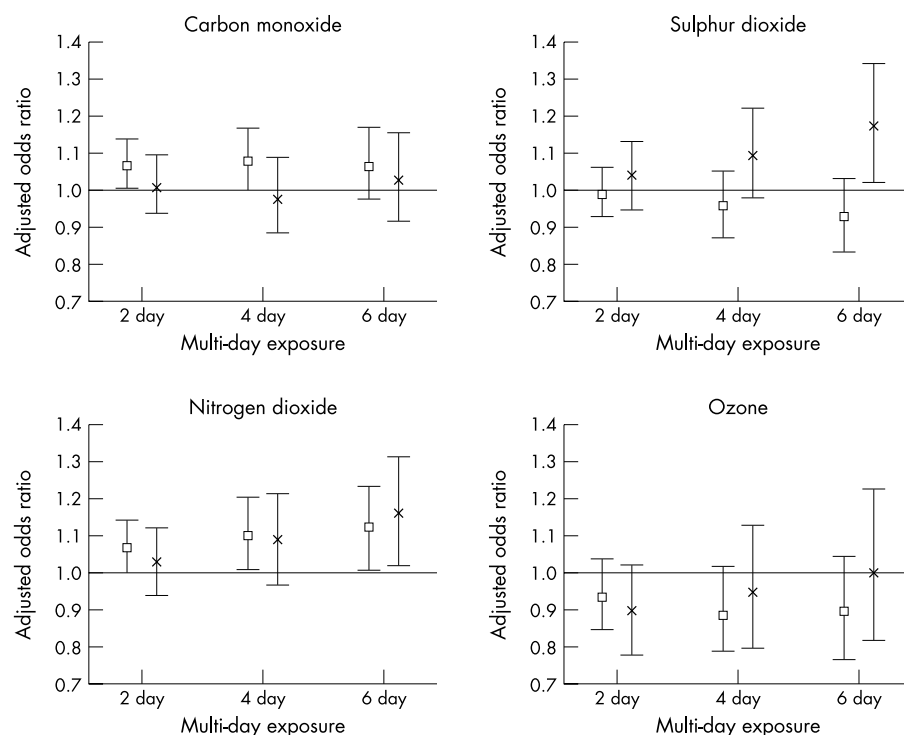 Carbon monoxide
1.4
1.3
1.2
1.1
1.0
0.9
0.8
0.7
Adjusted odds ratio
2 day 4 day 6 day
Multi-day exposure
Sulphur dioxide
1.4
1.3
1.2
1.1
1.0
0.9
0.8
0.7
Adjusted odds ratio
2 day 4 day 6 day
Multi-day exposure
Nitrogen dioxide
1.4
1.3
1.2
1.1
1.0
0.9
0.8
0.7
Adjusted odds ratio
2 day 4 day 6 day
Multi-day exposure
Ozone
1.4
1.3
1.2
1.1
1.0
0.9
0.8
0.7
Adjusted odds ratio
2 day 4 day 6 day
Multi-day exposure